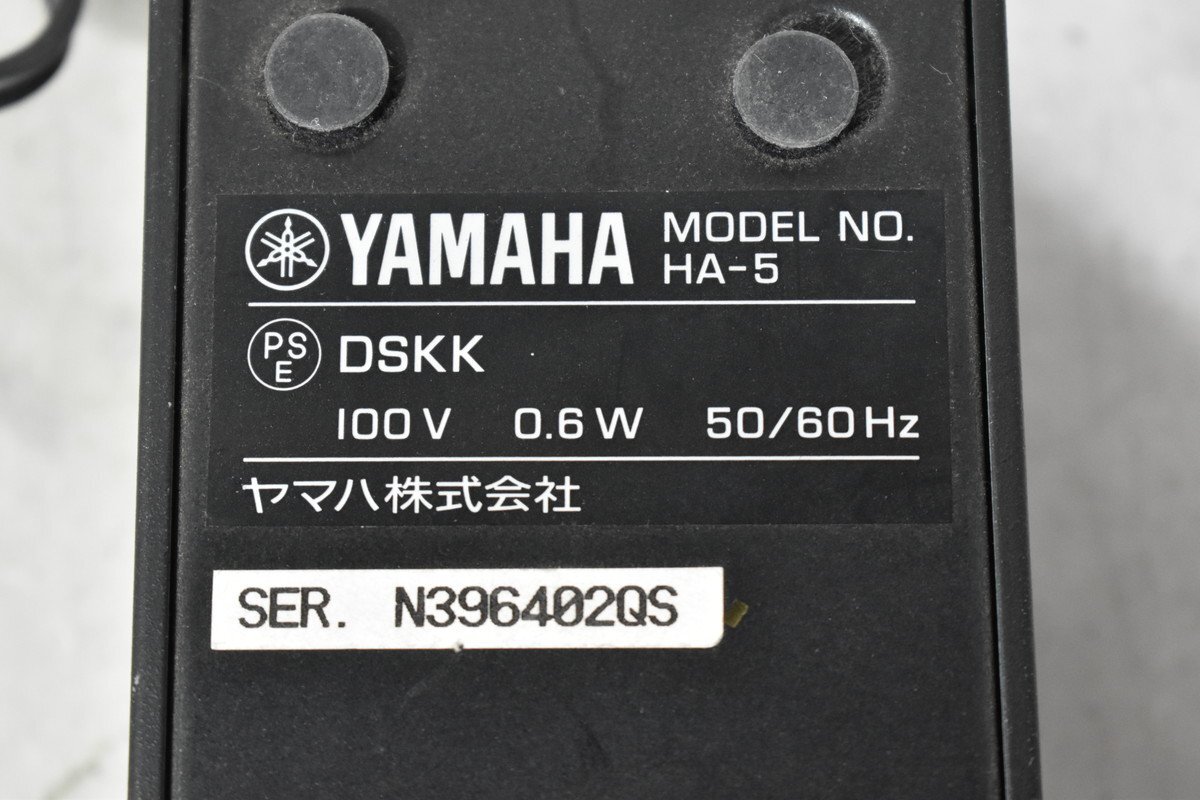 YAMAHA MODEL NO.
HA-5
PSE DSKK
100V 0.6W 50/60Hz
ヤマハ株式会社
SER. N396402QS